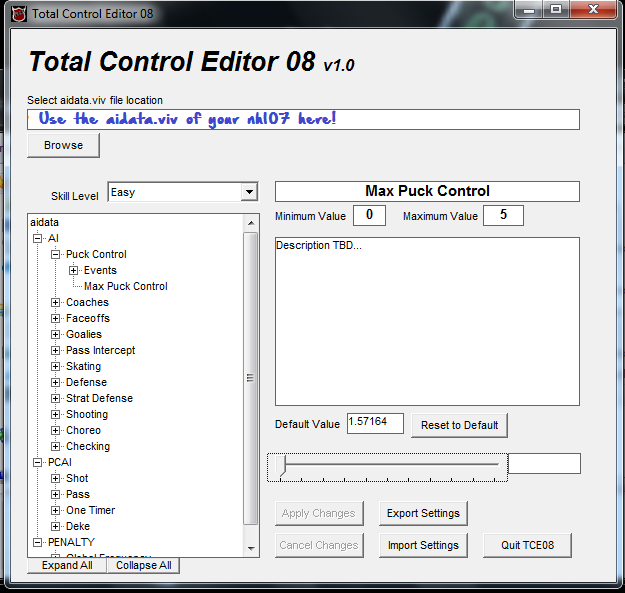 Total Control Editor 08
Total Control Editor 08 v1.0
Select aidata.viv file location
Use the aidata.viv of your nhl07 here!
Browse
Skill Level Easy
aidata
AI
Puck Control
Events
Max Puck Control
Coaches
Faceoffs
Goalies
Pass Intercept
Skating
Defense
Strat Defense
Shooting
Choreo
Checking
PCAI
Shot
Pass
One Timer
Deke
PENALTY
Global Frequency
Expand All Collapse All
Max Puck Control
Minimum Value 0 Maximum Value 5
Description TBD...
Default Value 1.57164 Reset to Default
Apply Changes Export Settings
Cancel Changes Import Settings Quit TCE08